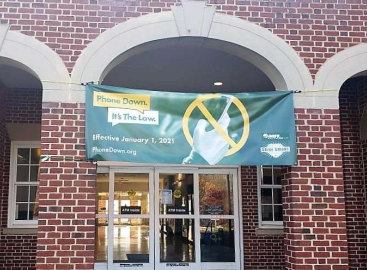 Phone Down.
It's The Law.
Effective January 1, 2021
PhoneDown.org